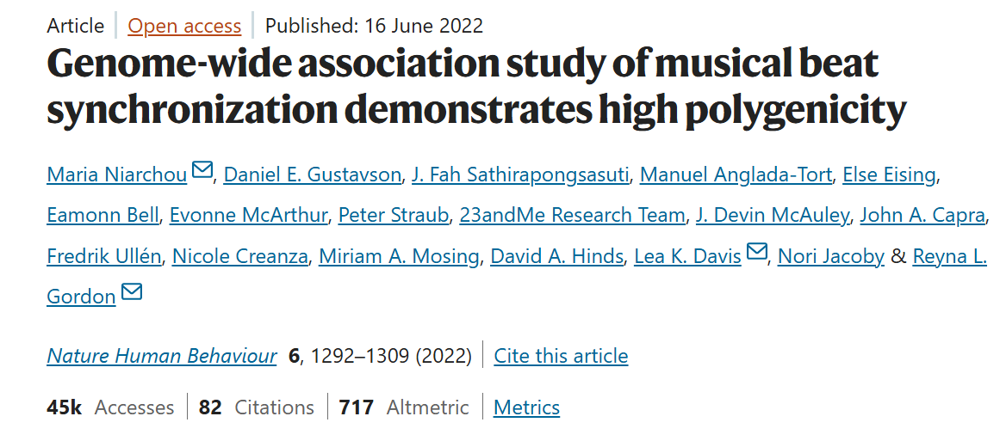 Article Open access Published: 16 June 2022
Genome-wide association study of musical beat
synchronization demonstrates high polygenicity
Maria Niarchou, Daniel E. Gustavson, J. Fah Sathirapongsasuti, Manuel Anglada-Tort, Else Eising,
Eamonn Bell, Evonne McArthur, Peter Straub, 23andMe Research Team, J. Devin McAuley, John A. Capra,
Fredrik Ullén, Nicole Creanza, Miriam A. Mosing, David A. Hinds, Lea K. Davis, Nori Jacoby & Reyna L.
Gordon
Nature Human Behaviour 6, 1292–1309 (2022) Cite this article
45k Accesses 82 Citations 717 Altmetric Metrics